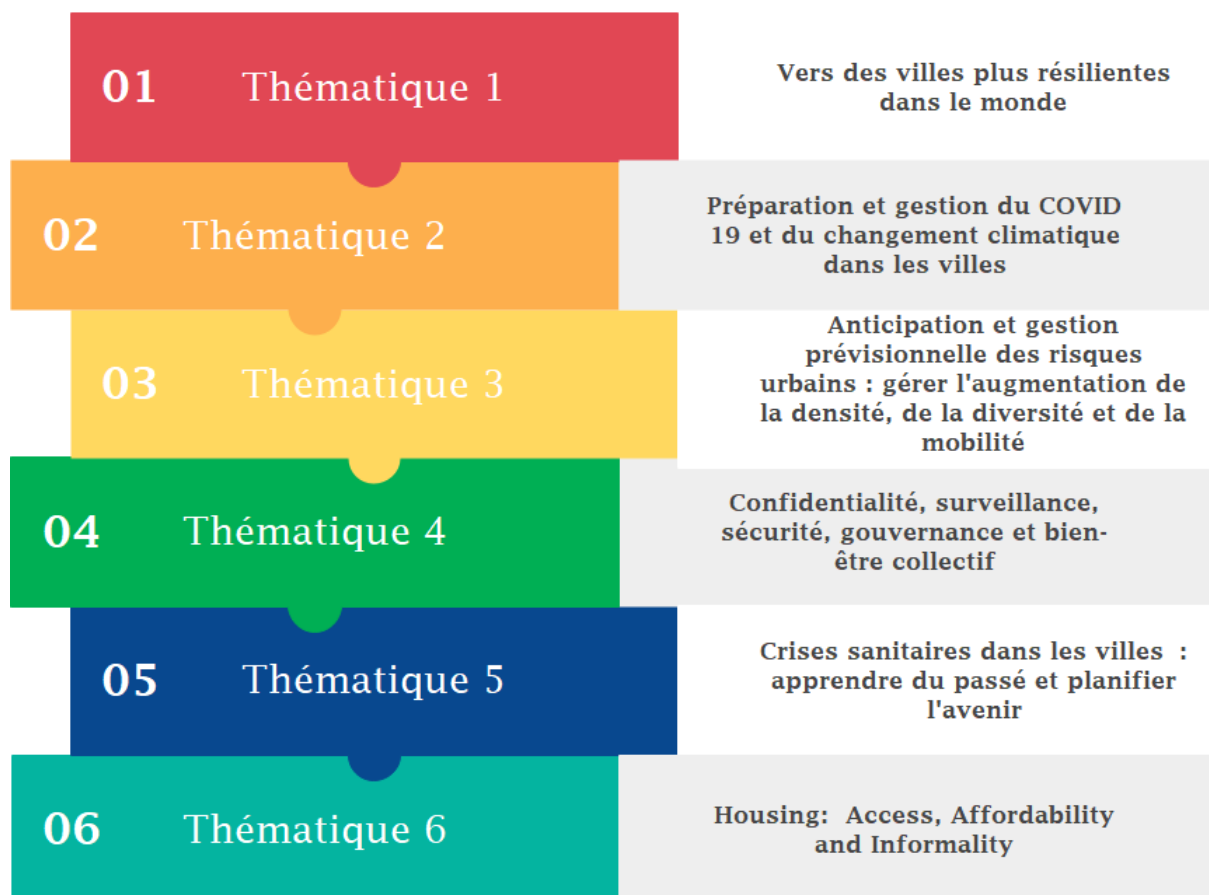 01 Thématique 1
Vers des villes plus résilientes
dans le monde
02 Thématique 2
Préparation et gestion du COVID
19 et du changement climatique
dans les villes
03 Thématique 3
Anticipation et gestion
prévisionnelle des risques
urbains : gérer l'augmentation de
la densité, de la diversité et de la
mobilité
04 Thématique 4
Confidentialité, surveillance,
sécurité, gouvernance et bien-
être collectif
05 Thématique 5
Crises sanitaires dans les villes :
apprendre du passé et planifier
l'avenir
06 Thématique 6
Housing: Access, Affordability
and Informality